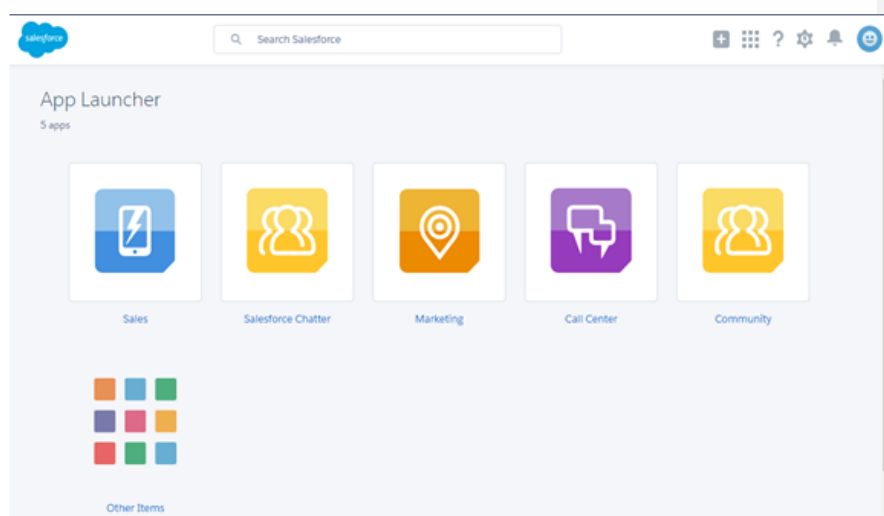 salesforce
Search Salesforce
App Launcher
5 apps
Sales
Salesforce Chatter
Marketing
Call Center
Community
Other Items